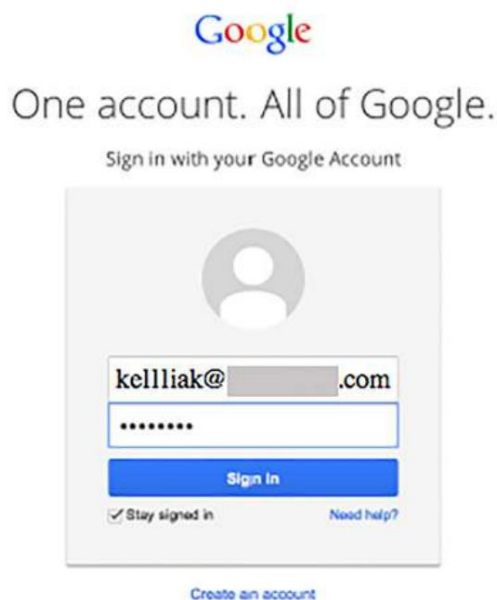 Google
One account. All of Google.
Sign in with your Google Account
kellliak@ .com
••••••••
Sign in
Stay signed in Need help?
Create an account